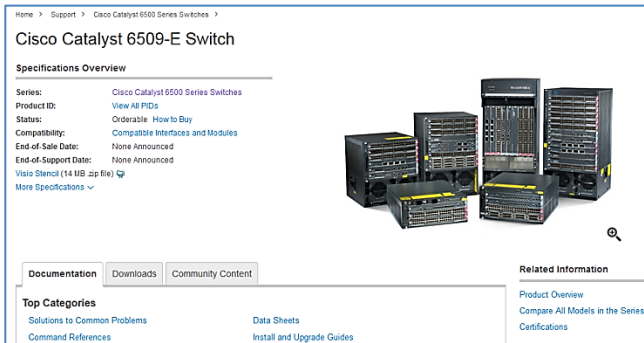 Home > Support > Cisco Catalyst 6500 Series Switches >
Cisco Catalyst 6509-E Switch
Specifications Overview
Series: Cisco Catalyst 6500 Series Switches
Product ID: View All PIDs
Status: Orderable How to Buy
Compatibility: Compatible Interfaces and Modules
End-of-Sale Date: None Announced
End-of-Support Date: None Announced
Visio Stencil (14 MB .zip file)
More Specifications
Documentation Downloads Community Content
Related Information
Top Categories
Product Overview
Solutions to Common Problems Data Sheets
Compare All Models in the Series
Command References Install and Upgrade Guides
Certifications